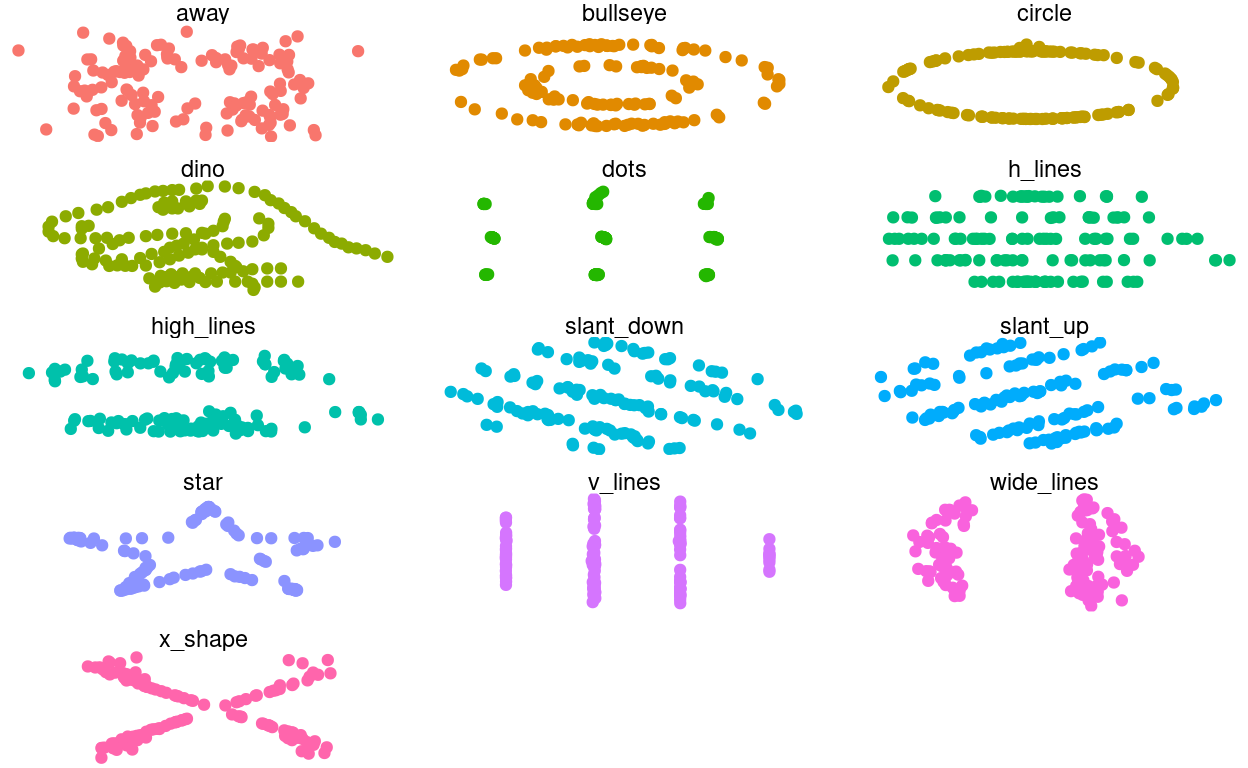 away
bullseye
circle
dino
dots
h_lines
high_lines
slant_down
slant_up
star
v_lines
wide_lines
x_shape